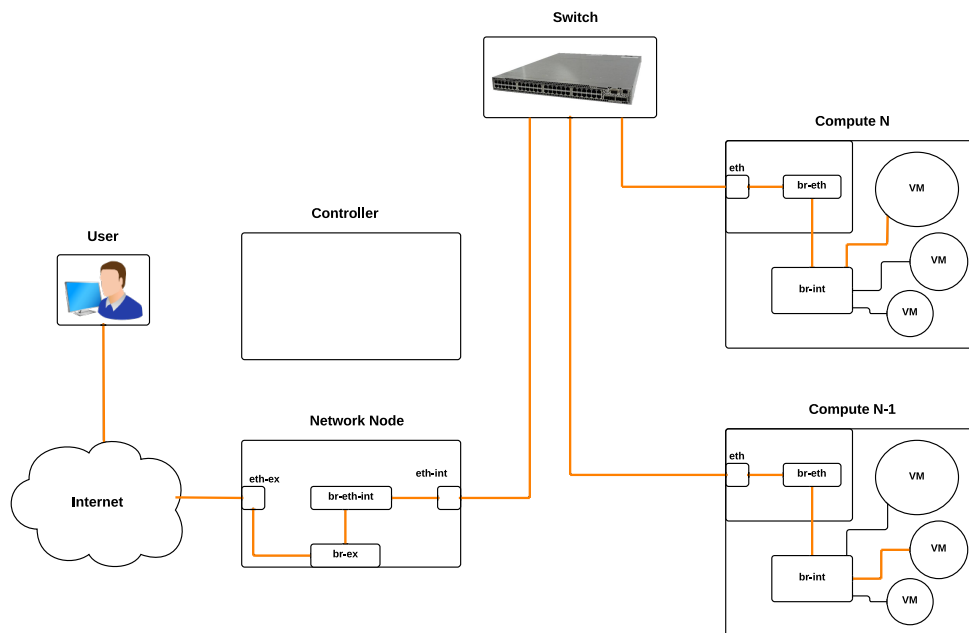 Switch
Compute N
eth
br-eth
VM
VM
br-int
VM
Controller
User
Network Node
Compute N-1
eth-ex
eth-int
br-eth-int
Internet
br-ex
eth
br-eth
VM
VM
br-int
VM